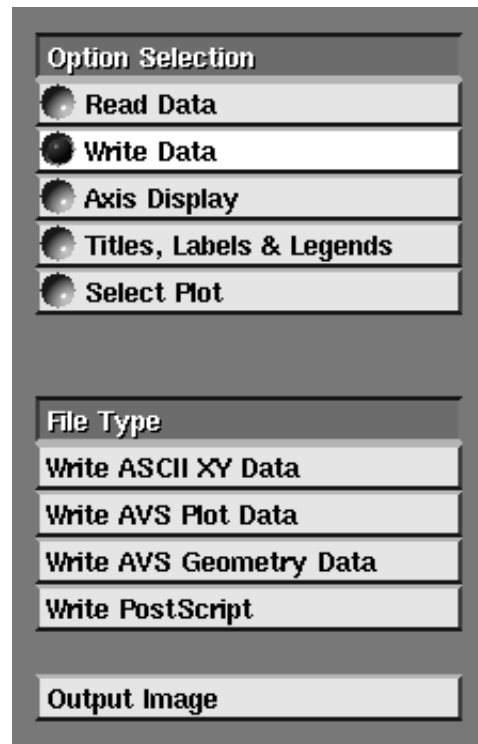 Option Selection
Read Data
Write Data
Axis Display
Titles, Labels & Legends
Select Plot
File Type
Write ASCII XY Data
Write AVS Plot Data
Write AVS Geometry Data
Write PostScript
Output Image